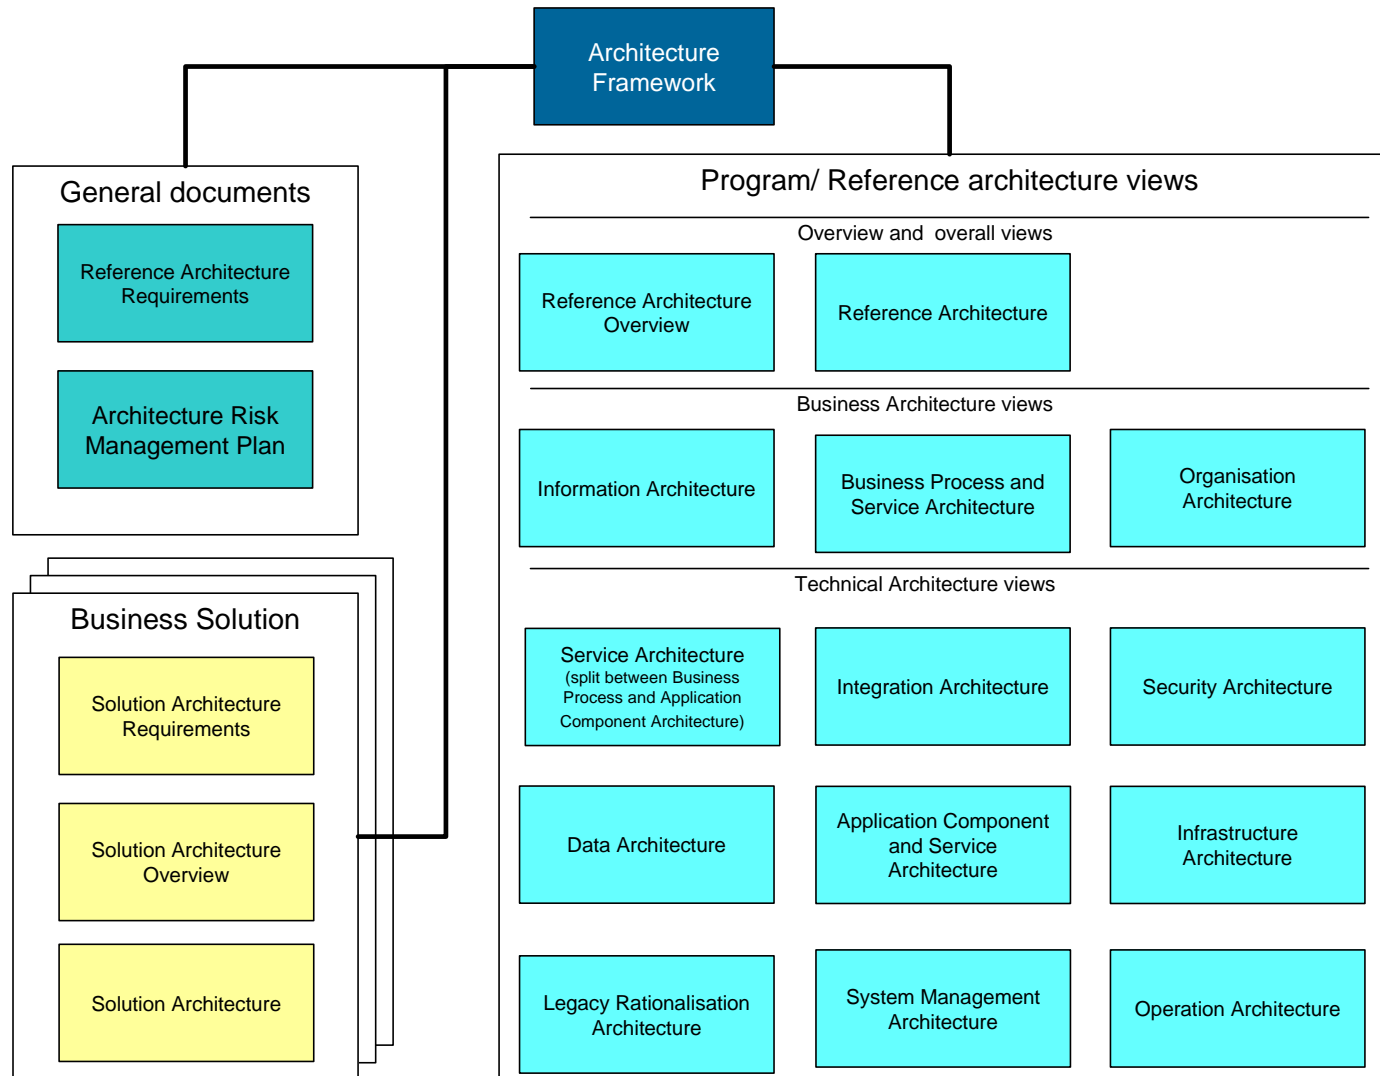 Architecture
Framework
General documents
Reference Architecture
Requirements
Architecture Risk
Management Plan
Business Solution
Solution Architecture
Requirements
Solution Architecture
Overview
Solution Architecture
Program/ Reference architecture views
Overview and overall views
Reference Architecture
Overview
Reference Architecture
Business Architecture views
Information Architecture
Business Process and
Service Architecture
Organisation
Architecture
Technical Architecture views
Service Architecture
(split between Business
Process and Application
Component Architecture)
Integration Architecture
Security Architecture
Data Architecture
Application Component
and Service
Architecture
Infrastructure
Architecture
Legacy Rationalisation
Architecture
System Management
Architecture
Operation Architecture